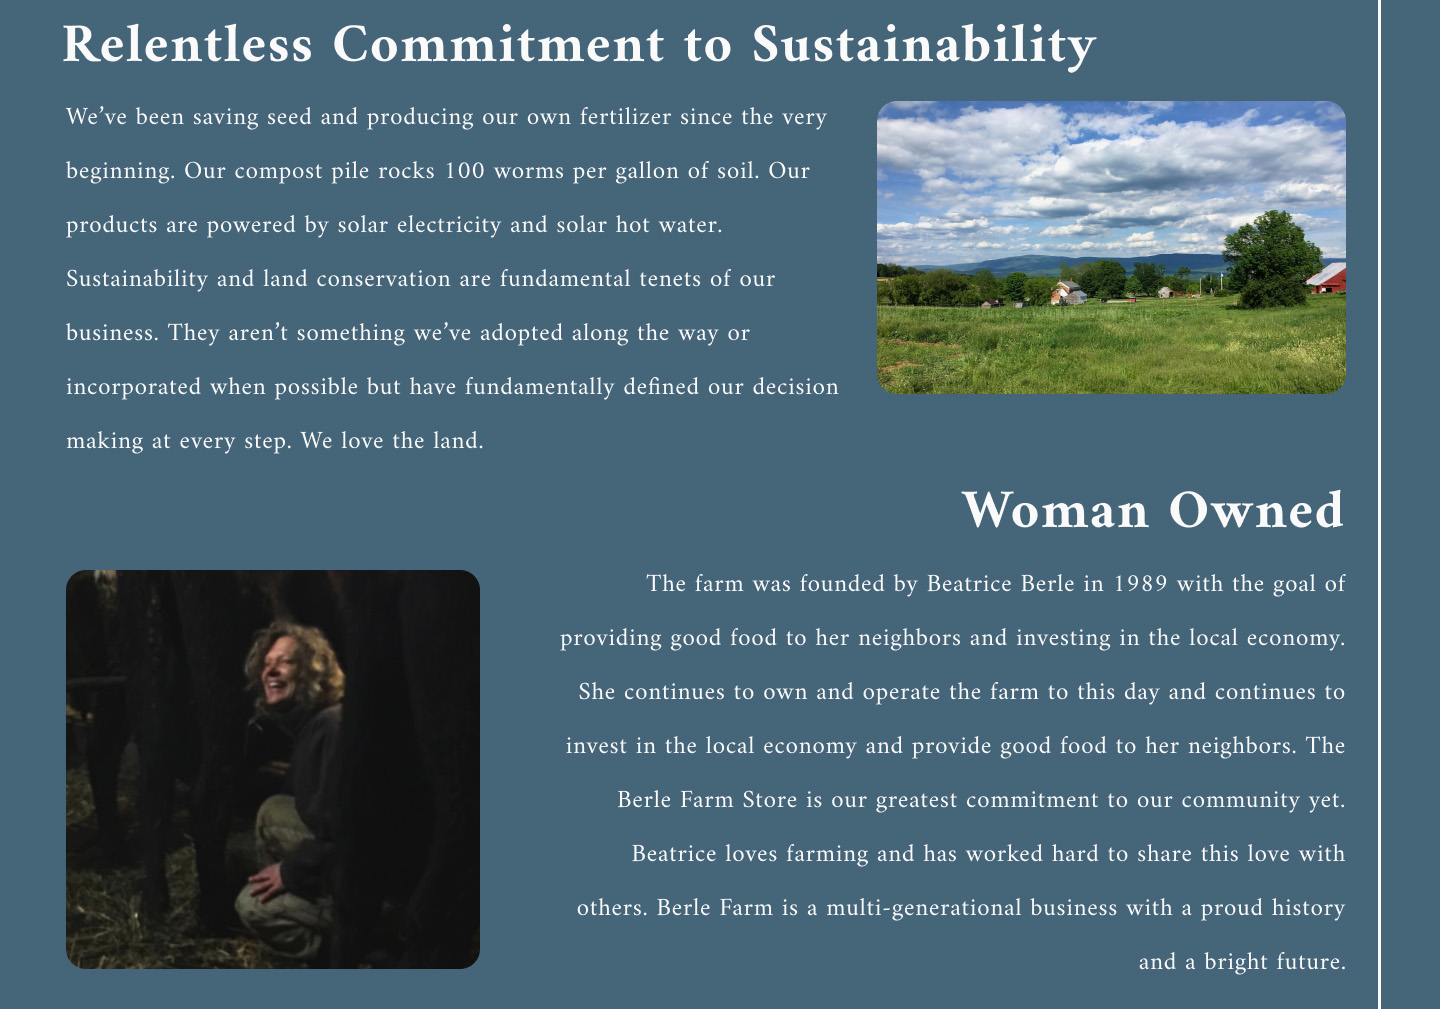 Relentless Commitment to Sustainability
We’ve been saving seed and producing our own fertilizer since the very
beginning. Our compost pile rocks 100 worms per gallon of soil. Our
products are powered by solar electricity and solar hot water.
Sustainability and land conservation are fundamental tenets of our
business. They aren’t something we’ve adopted along the way or
incorporated when possible but have fundamentally defined our decision
making at every step. We love the land.
Woman Owned
The farm was founded by Beatrice Berle in 1989 with the goal of
providing good food to her neighbors and investing in the local economy.
She continues to own and operate the farm to this day and continues to
invest in the local economy and provide good food to her neighbors. The
Berle Farm Store is our greatest commitment to our community yet.
Beatrice loves farming and has worked hard to share this love with
others. Berle Farm is a multi-generational business with a proud history
and a bright future.